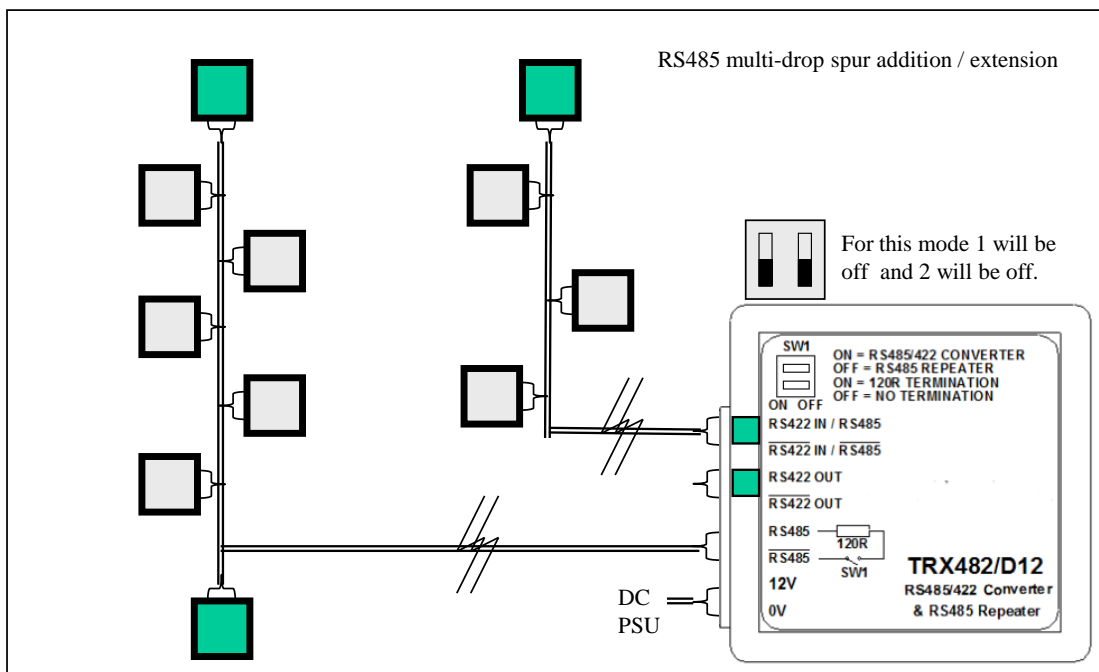 RS485 multi-drop spur addition / extension
For this mode 1 will be
off and 2 will be off.
SW1
ON = RS485/422 CONVERTER
OFF = RS485 REPEATER
ON = 120R TERMINATION
OFF = NO TERMINATION
ON OFF
RS422 IN / RS485
RS422 IN / RS485
RS422 OUT
RS422 OUT
RS485
120R
RS485
SW1
TRX482/D12
12V
RS485/422 Converter
0V
& RS485 Repeater
DC
PSU